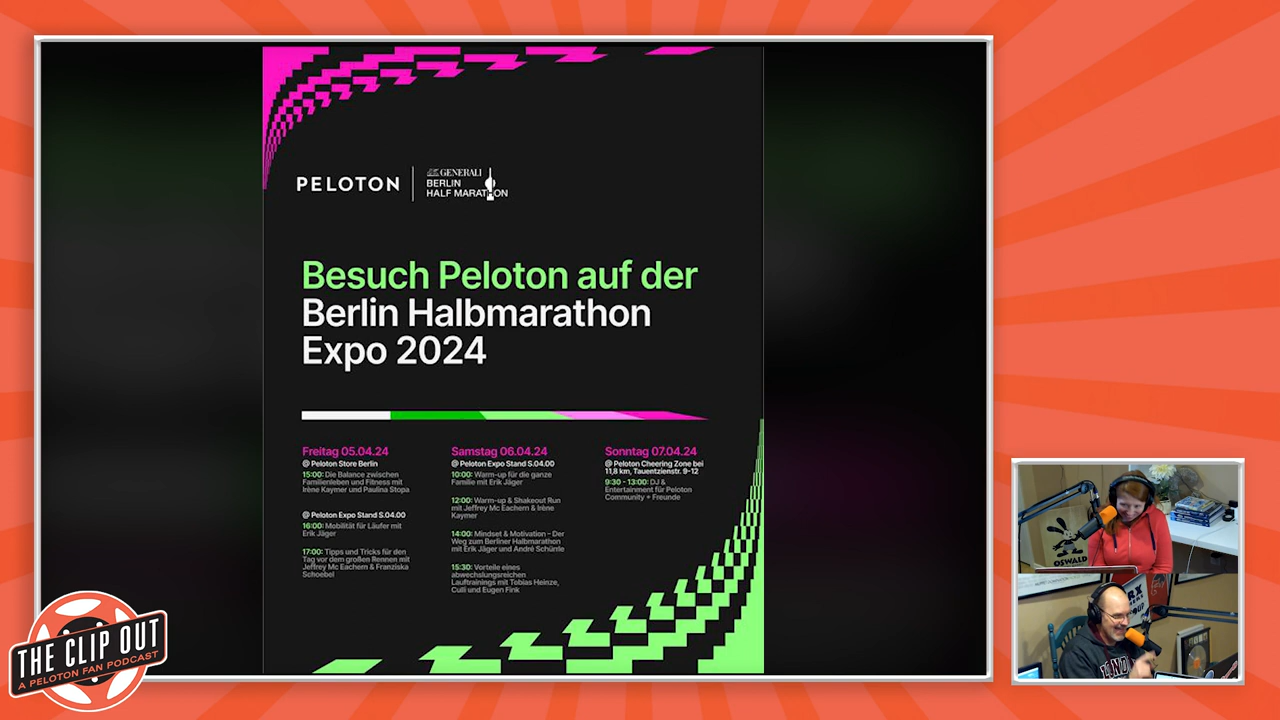 PELOTON
GENERALI
BERLIN
HALF MARATHON
Besuch Peloton auf der
Berlin Halbmarathon
Expo 2024
Freitag 05.04.24
@ Peloton Store Berlin
15:00: Die Balance zwischen
Familienleben und Fitness mit
Irène Kaymer und Paulina Stopa
@ Peloton Expo Stand S.04.00
16:00: Mobilität für Läufer mit
Erik Jäger
17:00: Tipps und Tricks für den
Tag vor dem großen Rennen mit
Jeffrey Mc Eachern & Franziska
Schoebel
Samstag 06.04.24
@ Peloton Expo Stand S.04.00
10:00: Warm-up für die ganze
Familie mit Erik Jäger
12:00: Warm-up & Shakeout Run
mit Jeffrey Mc Eachern & Irène
Kaymer
14:00: Mindset & Motivation – Der
Weg zum Berliner Halbmarathon
mit Erik Jäger und André Schürrle
15:30: Vorteile eines
abwechslungsreichen
Lauftrainings mit Tobias Heinze,
Culli und Eugen Fink
Sonntag 07.04.24
@ Peloton Cheering Zone bei
11,8 km, Tauentzienstr. 9-12
9:30 - 13:00: DJ &
Entertainment für Peloton
Community + Freunde
THE CLIP OUT
A PELOTON FAN PODCAST
OSWALD